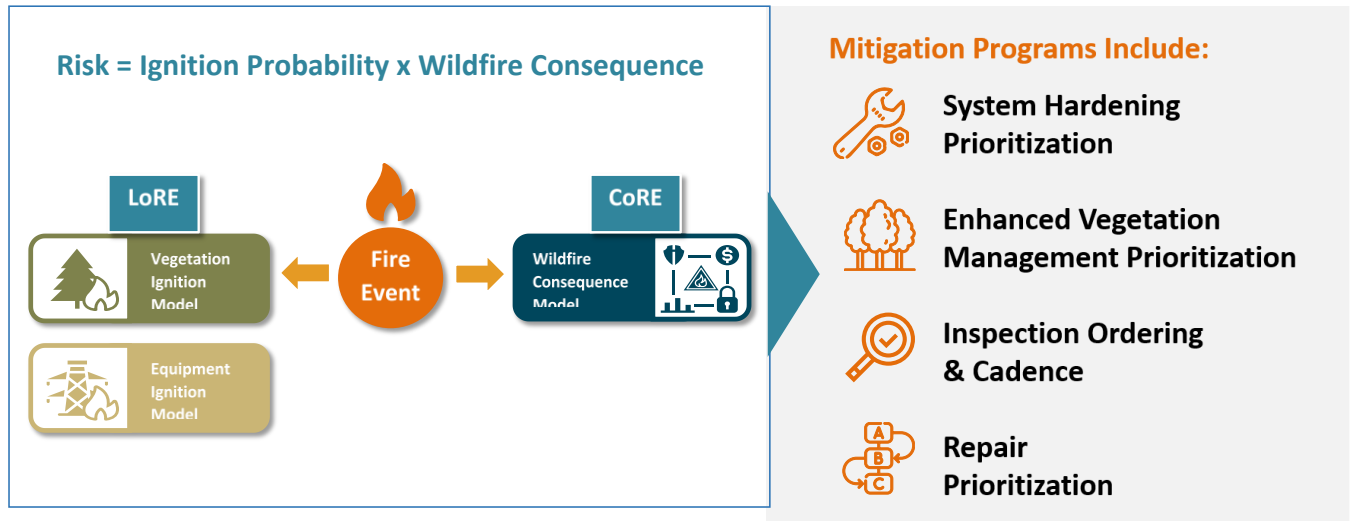 Risk = Ignition Probability x Wildfire Consequence
LoRE
Vegetation
Ignition
Model
Equipment
Ignition
Model
Fire
Event
CoRE
Wildfire
Consequence
Model
$
Mitigation Programs Include:
System Hardening
Prioritization
Enhanced Vegetation
Management Prioritization
Inspection Ordering
& Cadence
A
B
C
Repair
Prioritization